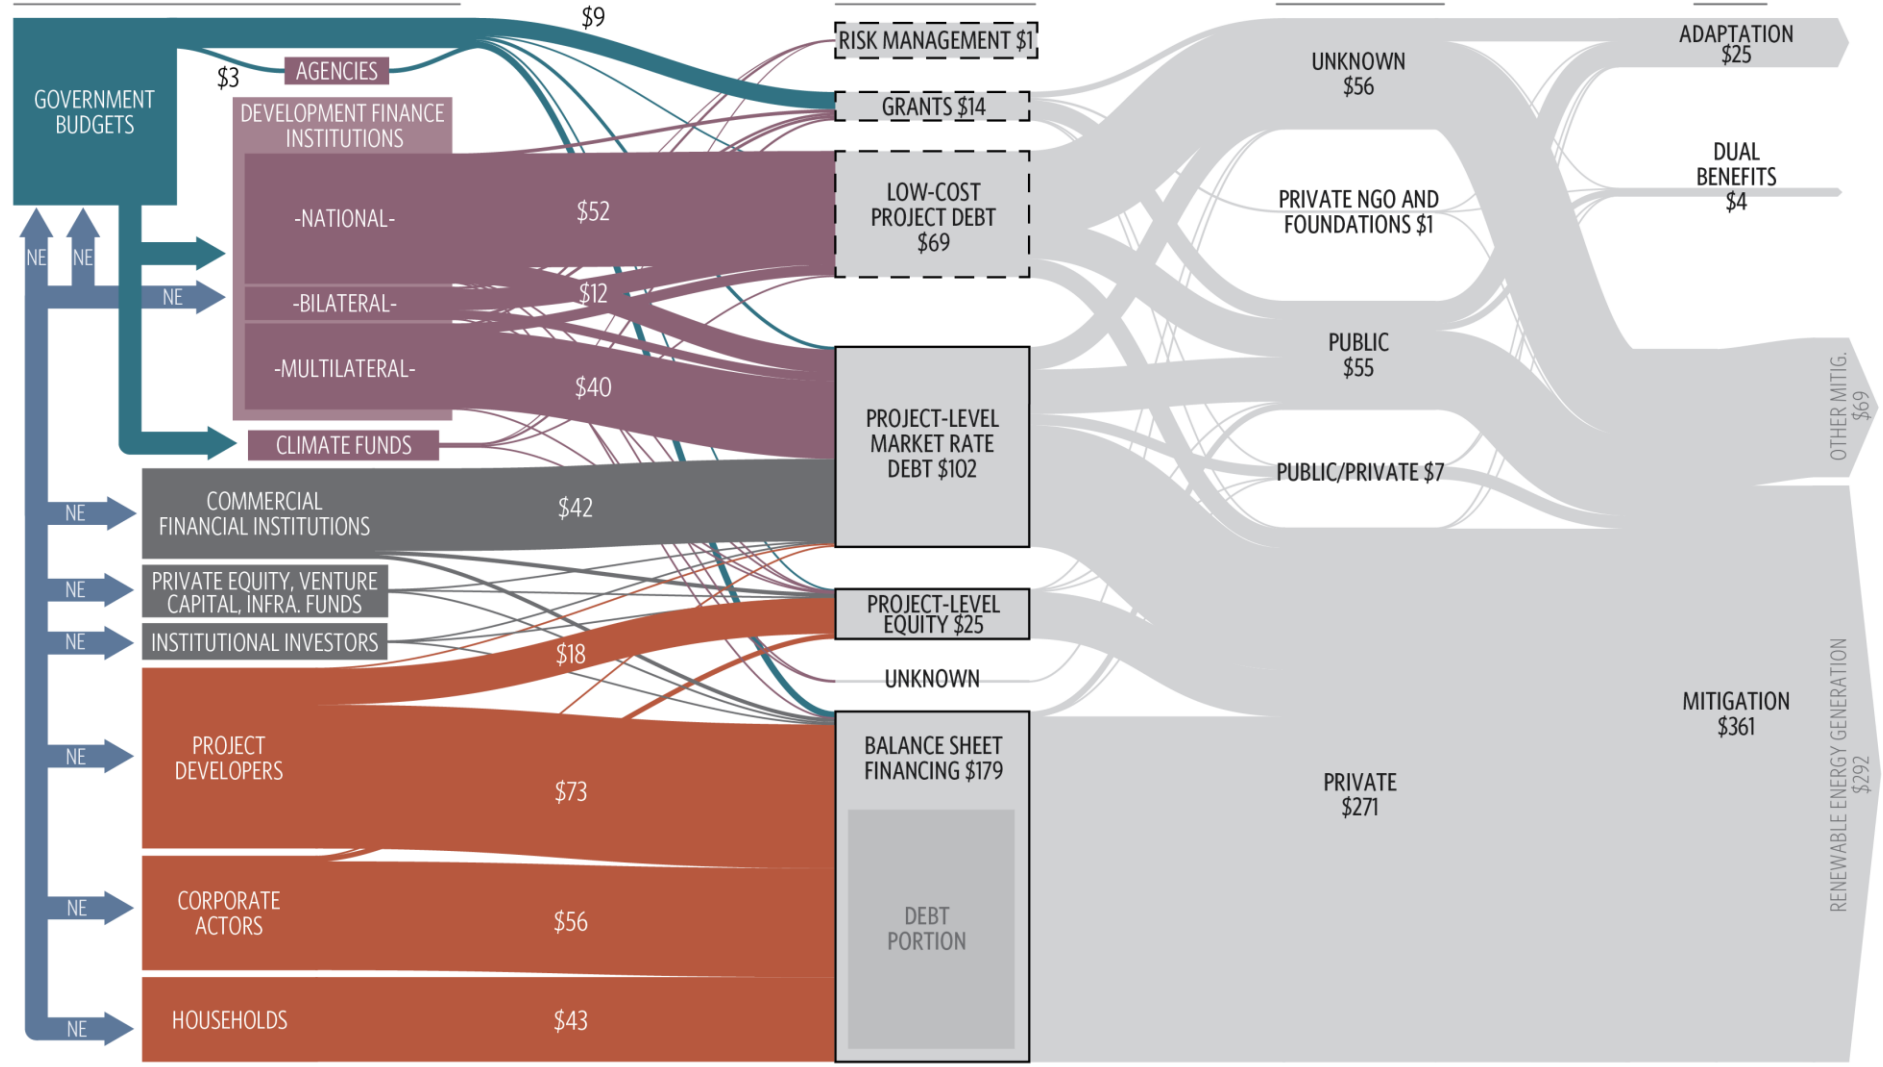 $9
$3
GOVERNMENT
BUDGETS
AGENCIES
DEVELOPMENT FINANCE
INSTITUTIONS
-NATIONAL-
-BILATERAL-
-MULTILATERAL-
CLIMATE FUNDS
NE
NE
NE
COMMERCIAL
FINANCIAL INSTITUTIONS
NE
PRIVATE EQUITY, VENTURE
CAPITAL, INFRA. FUNDS
NE
INSTITUTIONAL INVESTORS
NE
PROJECT
DEVELOPERS
NE
CORPORATE
ACTORS
NE
HOUSEHOLDS
NE
$52
$12
$40
$42
$18
$73
$56
$43
RISK MANAGEMENT $1
GRANTS $14
LOW-COST
PROJECT DEBT
$69
PROJECT-LEVEL
MARKET RATE
DEBT $102
PROJECT-LEVEL
EQUITY $25
UNKNOWN
BALANCE SHEET
FINANCING $179
DEBT
PORTION
UNKNOWN
$56
PRIVATE NGO AND
FOUNDATIONS $1
PUBLIC
$55
PUBLIC/PRIVATE $7
PRIVATE
$271
ADAPTATION
$25
DUAL
BENEFITS
$4
MITIGATION
$361
OTHER MITIG.
$69
RENEWABLE ENERGY GENERATION
$292